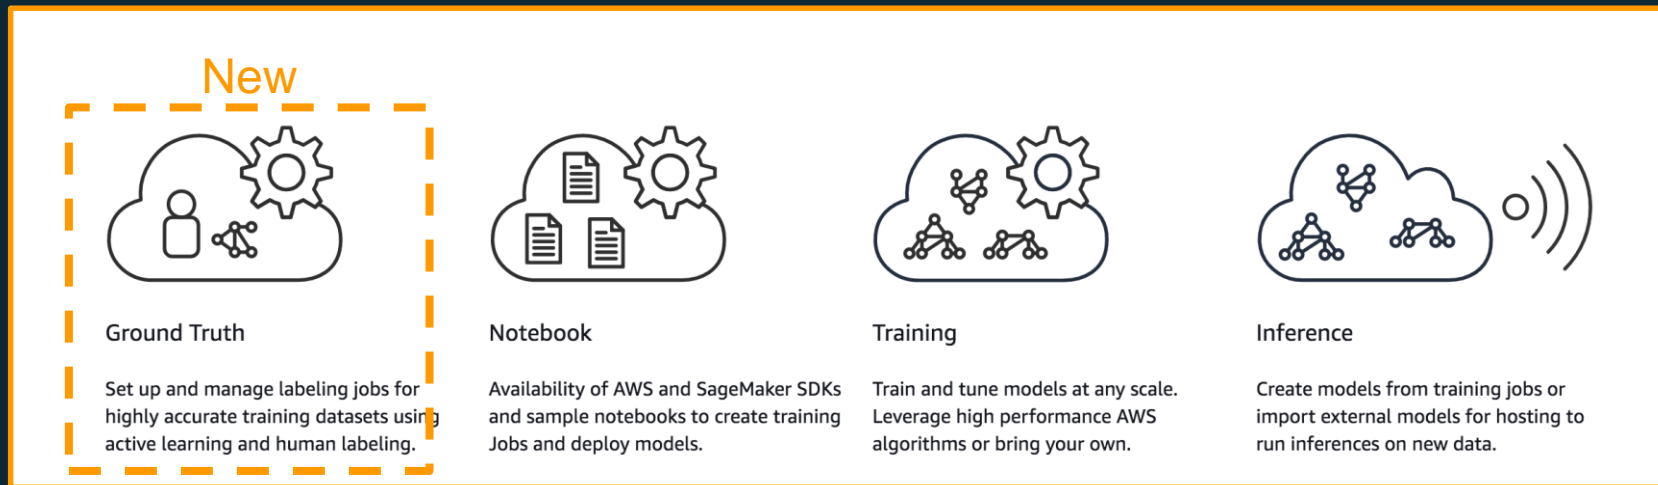 New
Ground Truth
Set up and manage labeling jobs for
highly accurate training datasets using
active learning and human labeling.
Notebook
Availability of AWS and SageMaker SDKs
and sample notebooks to create training
Jobs and deploy models.
Training
Train and tune models at any scale.
Leverage high performance AWS
algorithms or bring your own.
Inference
Create models from training jobs or
import external models for hosting to
run inferences on new data.